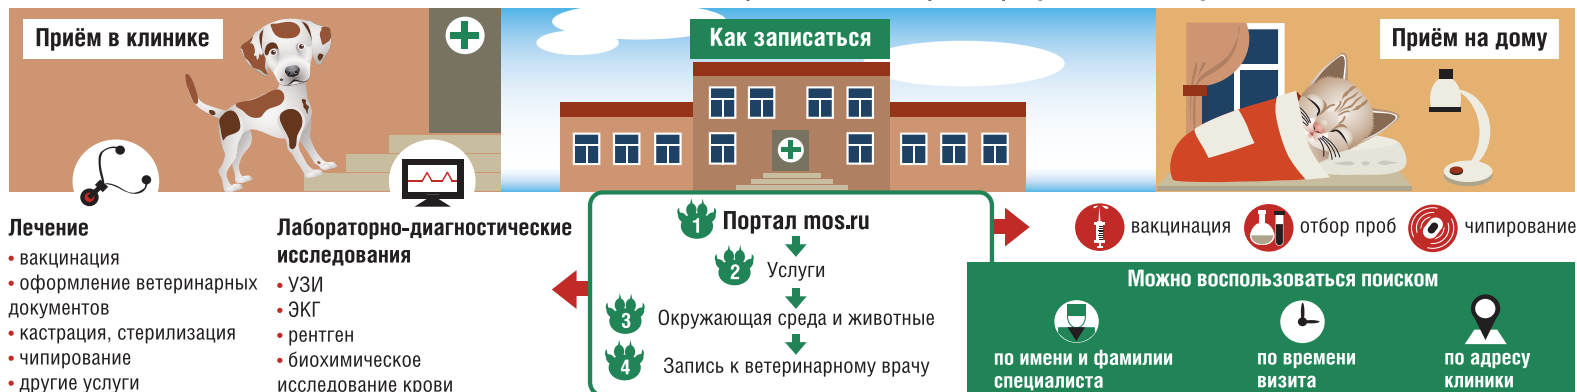 Приём в клинике
Как записаться
Приём на дому
Лечение
• вакцинация
• оформление ветеринарных
документов
• кастрация, стерилизация
• чипирование
• другие услуги
Лабораторно-диагностические
исследования
• УЗИ
• ЭКГ
• рентген
• биохимическое
исследование крови
1 Портал mos.ru
2 Услуги
3 Окружающая среда и животные
4 Запись к ветеринарному врачу
вакцинация
отбор проб
чипирование
Можно воспользоваться поиском
по имени и фамилии
специалиста
по времени
визита
по адресу
клиники